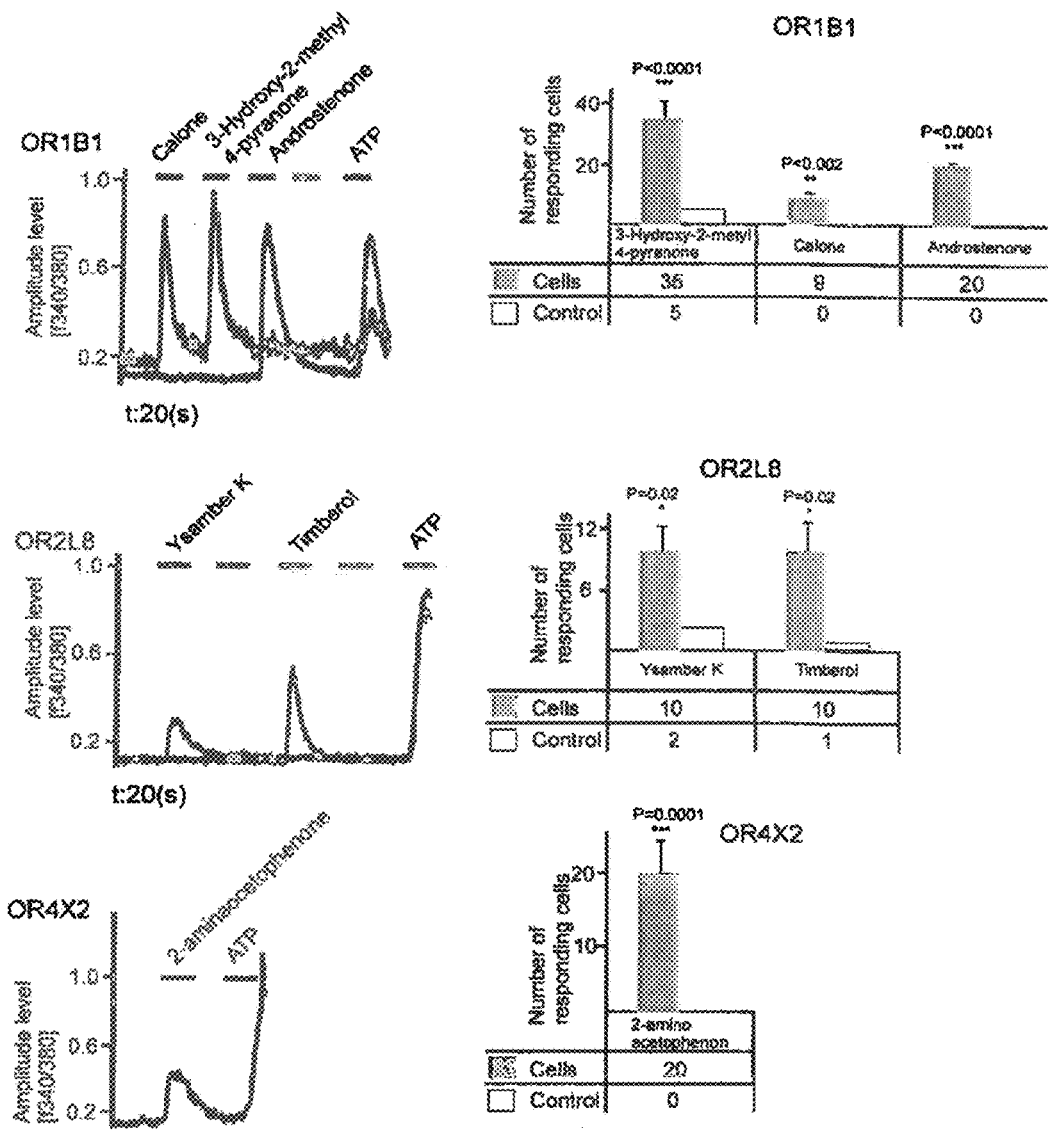 OR1B1
Calone
3-Hydroxy-2-methyl
4-pyranone
Androstenone
ATP
1.0
0.6
0.2
Amplitude level
[f340/380]
t:20(s)
OR1B1
Number of
responding cells
40
20
P<0.0001
***
P<0.002
**
P<0.0001
***
3-Hydroxy-2-metyl
4-pyranone
Calone
Androstenone
Cells 35 9 20
Control 5 0 0
OR2L8
Ysamber K
Timberol
ATP
1.0
0.6
0.2
Amplitude level
[f340/380]
t:20(s)
OR2L8
Number of
responding cells
12
6
P=0.02
*
P=0.02
*
Ysamber K
Timberol
Cells 10 10
Control 2 1
OR4X2
2-aminaocetophenone
ATP
1.0
0.6
0.2
Amplitude level
[f340/380]
OR4X2
Number of
responding cells
20
10
P=0.0001
***
2-amino
acetophenon
Cells 20
Control 0